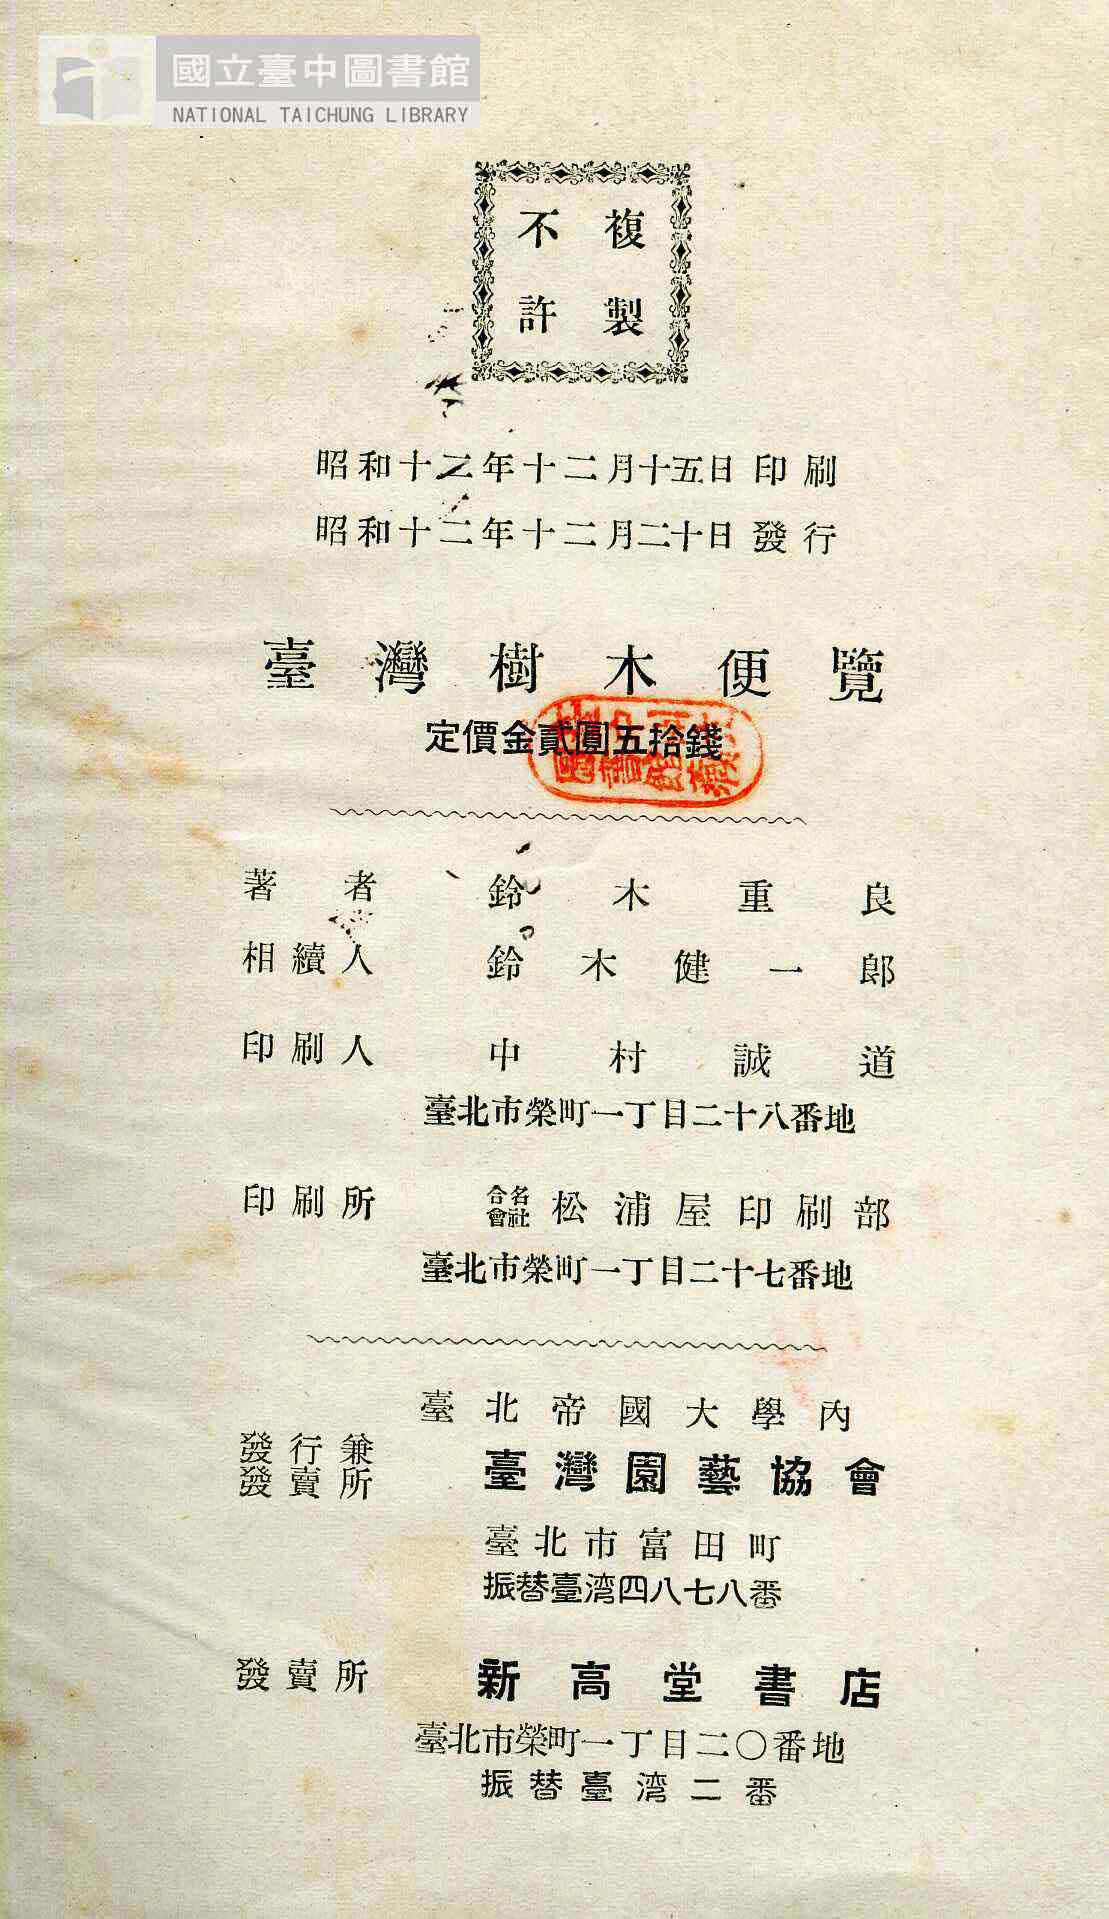 國立臺中圖書館
NATIONAL TAICHUNG LIBRARY
複製
不許
昭和十二年十二月十五日印刷
昭和十二年十二月二十日發行
臺灣樹木便覽
定價金貳圓五拾錢
著者 鈴木重良
相續人 鈴木健一郎
印刷人 中村誠道
臺北市榮町一丁目二十八番地
印刷所 合名會社 松浦屋印刷部
臺北市榮町一丁目二十七番地
臺北帝國大學內
發行兼發賣所 臺灣園藝協會
臺北市富田町
振替臺湾四八七八番
發賣所 新高堂書店
臺北市榮町一丁目二〇番地
振替臺湾二番